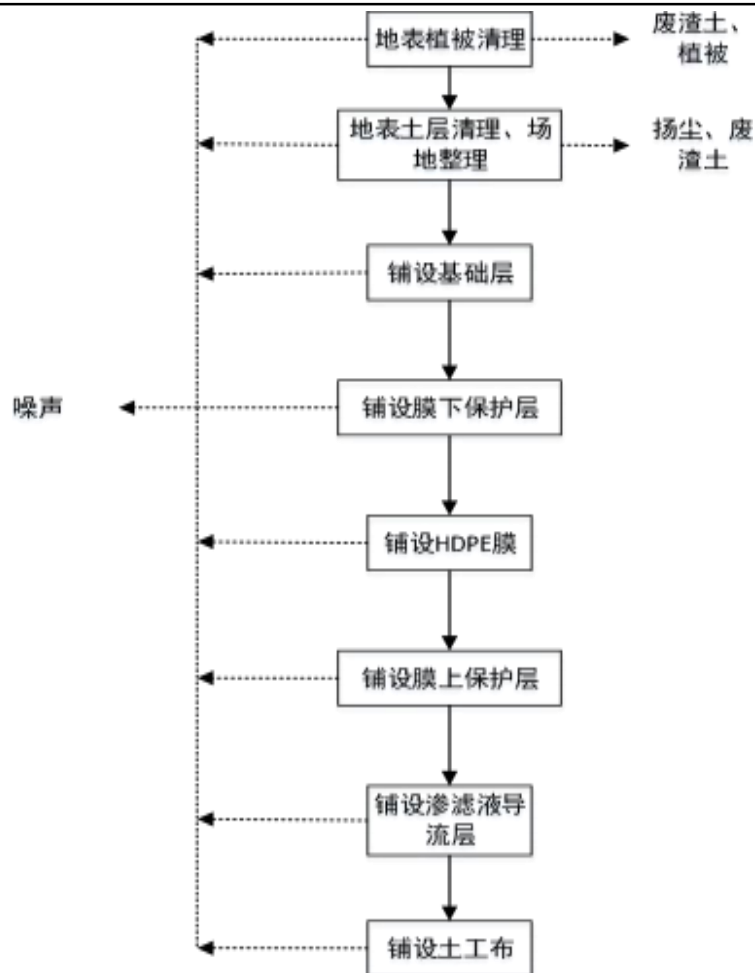 地表植被清理
废渣土、
植被
地表土层清理、场
地整理
扬尘、废
渣土
铺设基础层
噪声
铺设膜下保护层
铺设HDPE膜
铺设膜上保护层
铺设渗滤液导
流层
铺设土工布